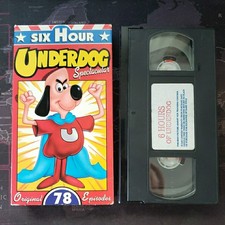 SIX HOUR
UNDERDOG
Spectacular
U
Original 78 Episodes
6 HOURS
OF UNDERDOG